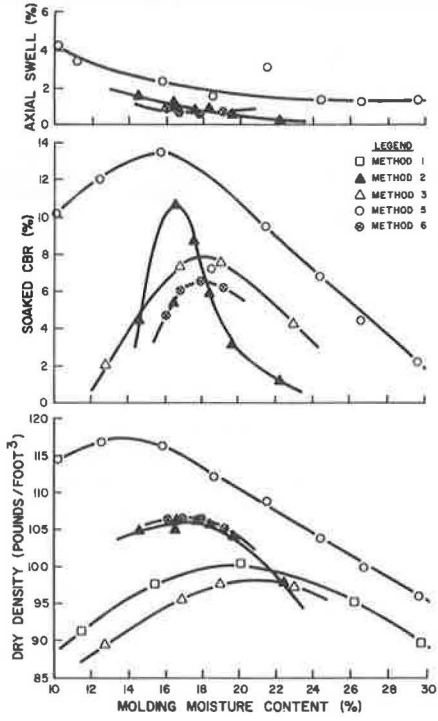 AXIAL SWELL (%)
6
4
2
0
LEGEND
METHOD 1
METHOD 2
METHOD 3
METHOD 5
METHOD 6
SOAKED CBR (%)
14
12
10
8
6
4
2
0
DRY DENSITY (POUNDS/FOOT³)
120
115
110
105
100
95
90
85
10 12 14 16 18 20 22 24 26 28 30
MOLDING MOISTURE CONTENT (%)